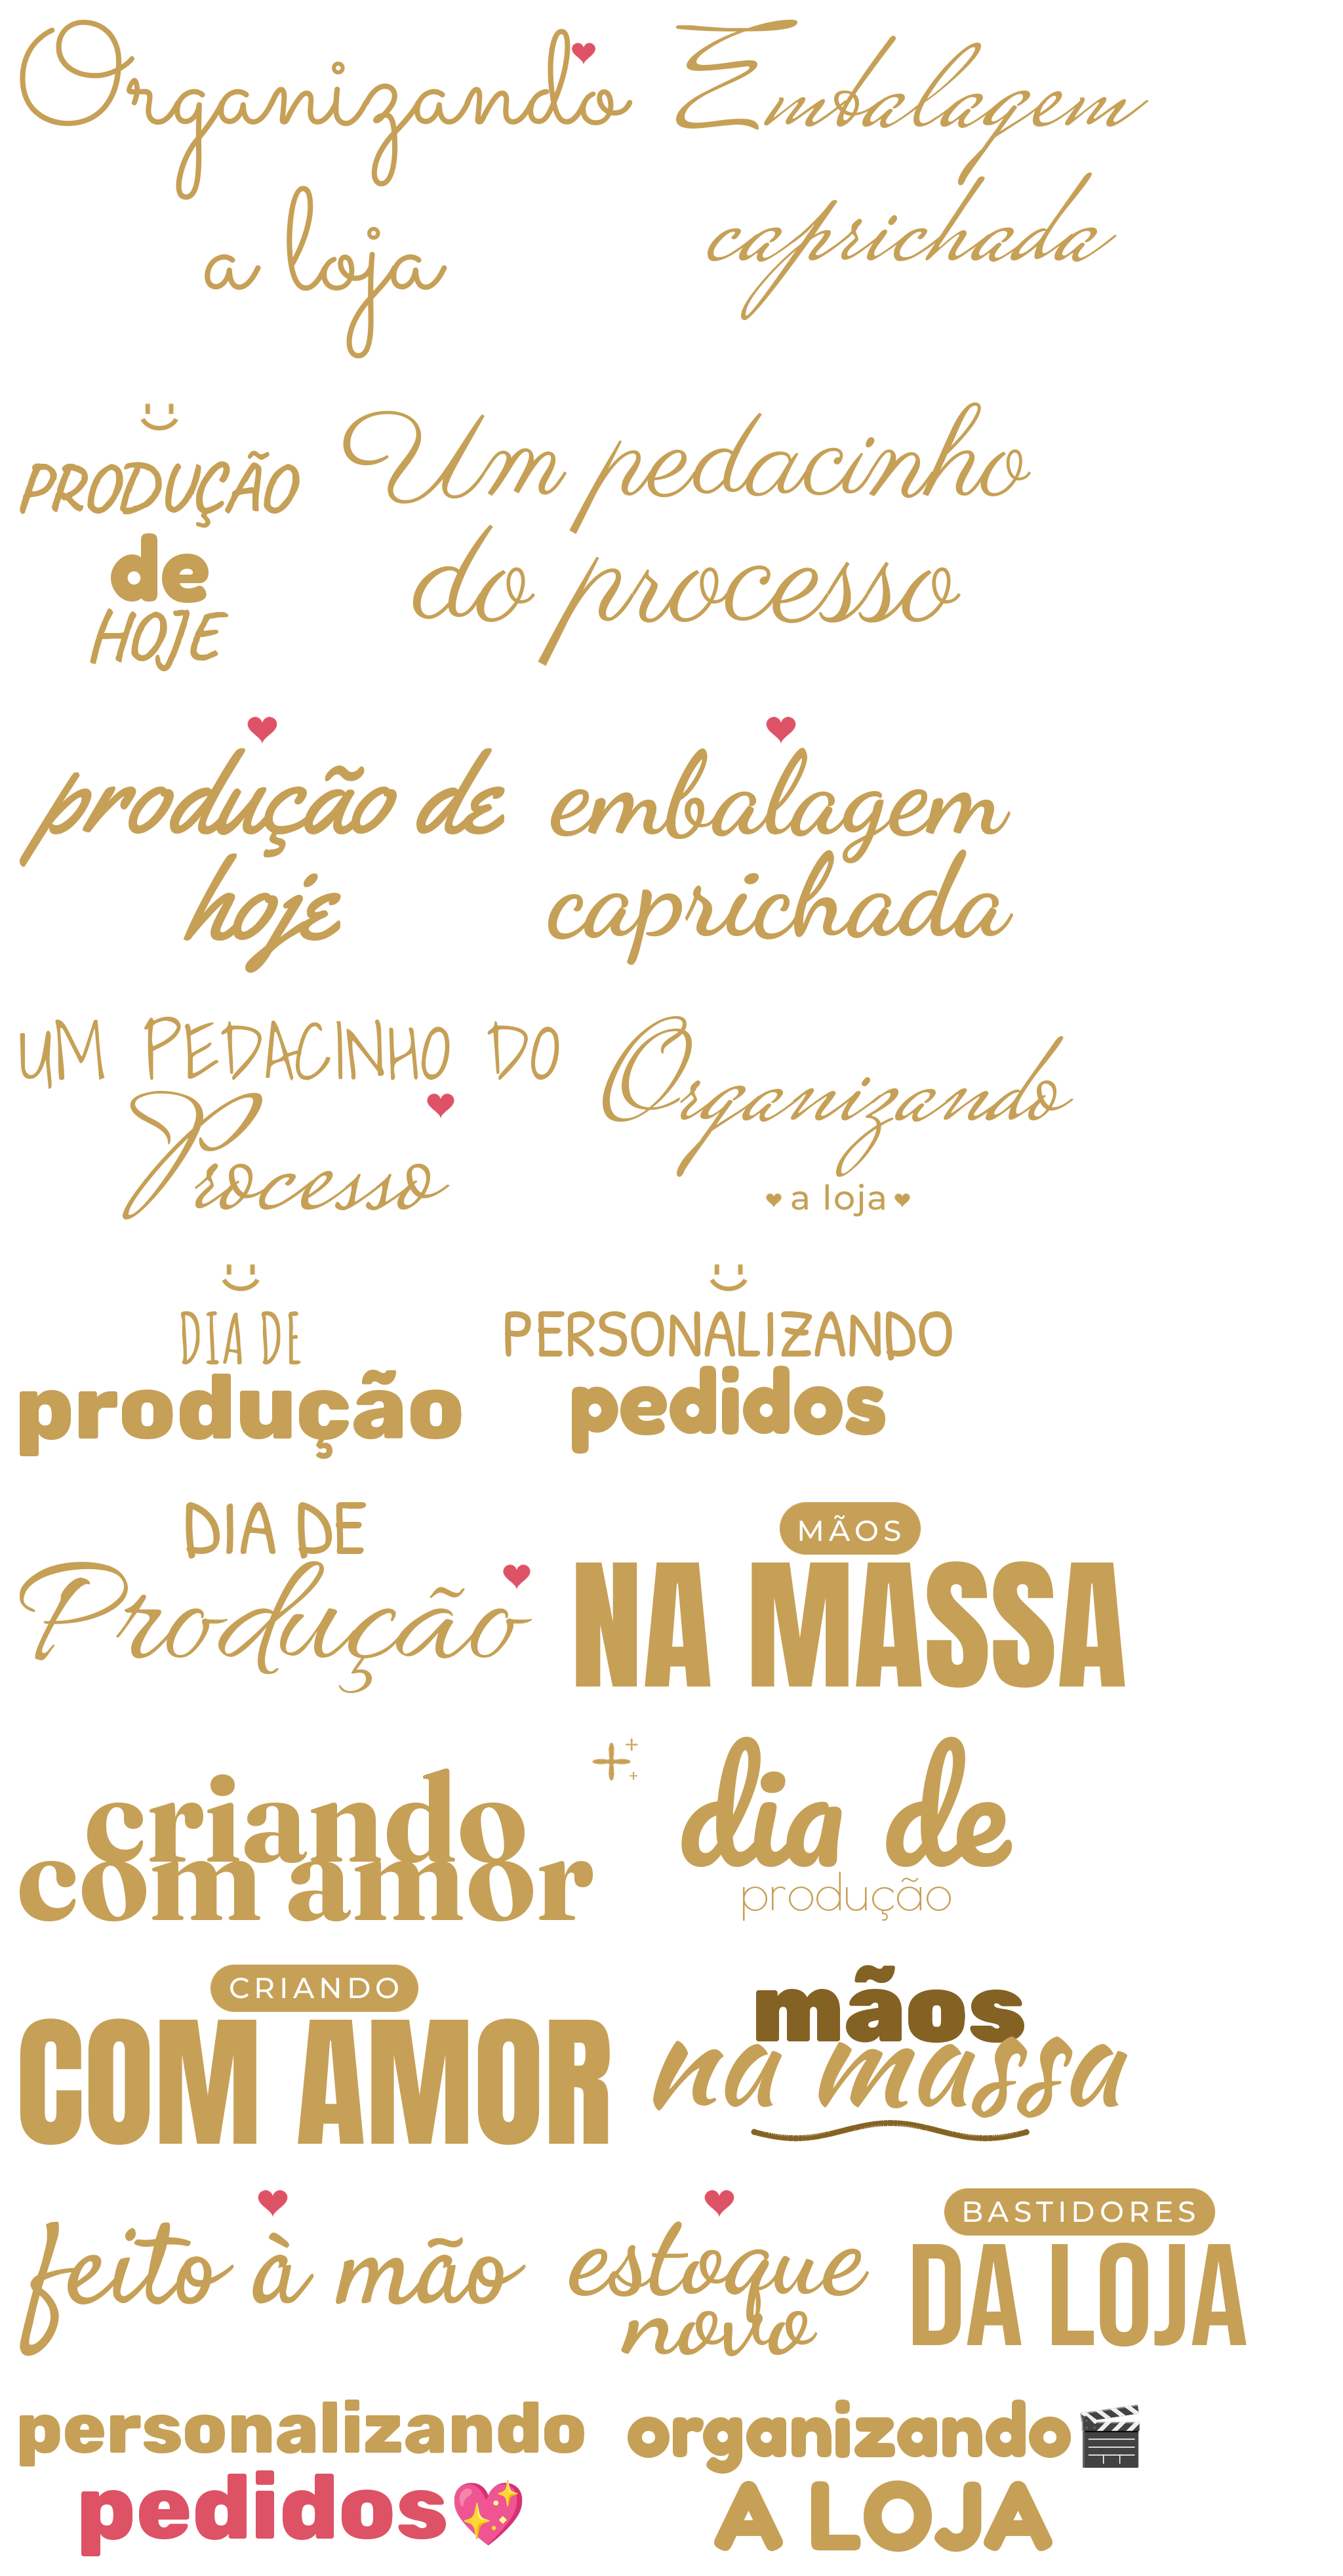 Organizando
a loja
Embalagem
caprichada
PRODUÇÃO
de
HOJE
Um pedacinho
do processo
produção de
hoje
embalagem
caprichada
UM PEDACINHO DO
Processo
Organizando
a loja
DIA DE
produção
PERSONALIZANDO
pedidos
DIA DE
Produção
MÃOS
NA MASSA
criando
com amor
dia de
produção
CRIANDO
COM AMOR
mãos
na massa
feito à mão
estoque
novo
BASTIDORES
DA LOJA
personalizando
pedidos💖
organizando🎬
A LOJA